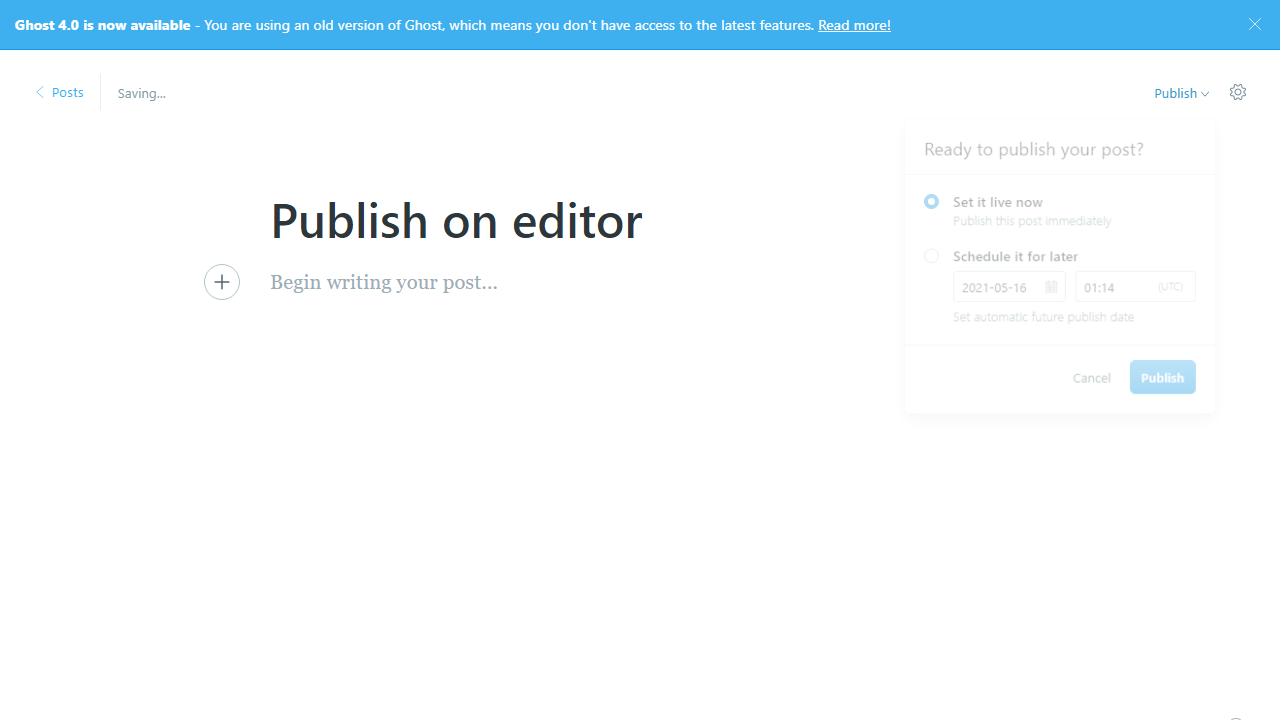 Ghost 4.0 is now available - You are using an old version of Ghost, which means you don't have access to the latest features. Read more!
Posts
Saving...
Publish
Ready to publish your post?
Set it live now
Publish this post immediately
Schedule it for later
2021-05-16
01:14
(UTC)
Set automatic future publish date
Cancel
Publish
Publish on editor
Begin writing your post...